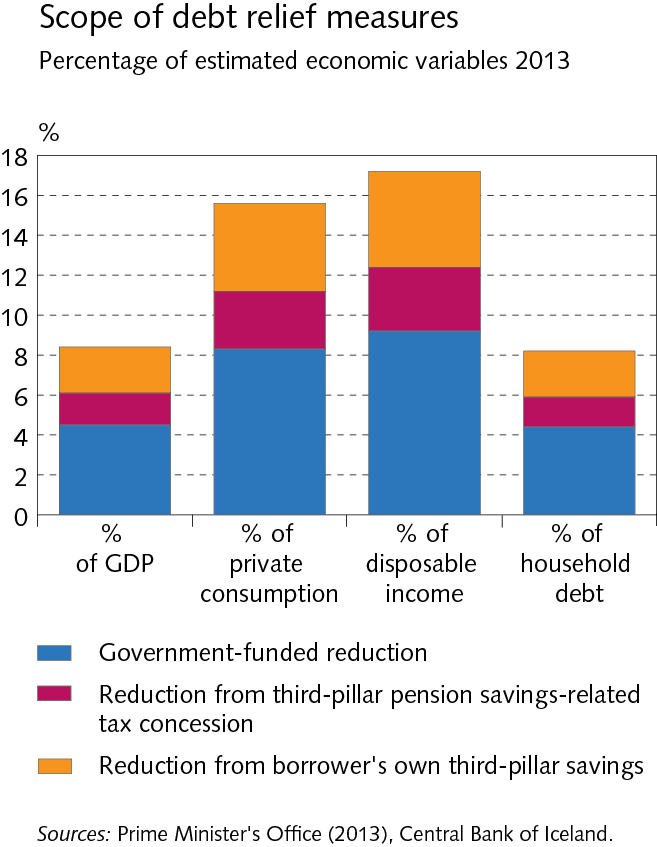 Scope of debt relief measures
Percentage of estimated economic variables 2013
%
18
16
14
12
10
8
6
4
2
0
%
of GDP
% of
private
consumption
% of
disposable
income
% of
household
debt
Government-funded reduction
Reduction from third-pillar pension savings-related
tax concession
Reduction from borrower's own third-pillar savings
Sources: Prime Minister's Office (2013), Central Bank of Iceland.